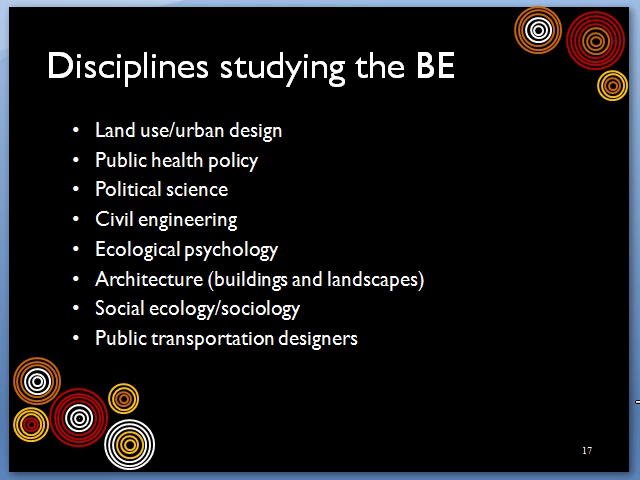 Disciplines studying the BE
• Land use/urban design
• Public health policy
• Political science
• Civil engineering
• Ecological psychology
• Architecture (buildings and landscapes)
• Social ecology/sociology
• Public transportation designers
17